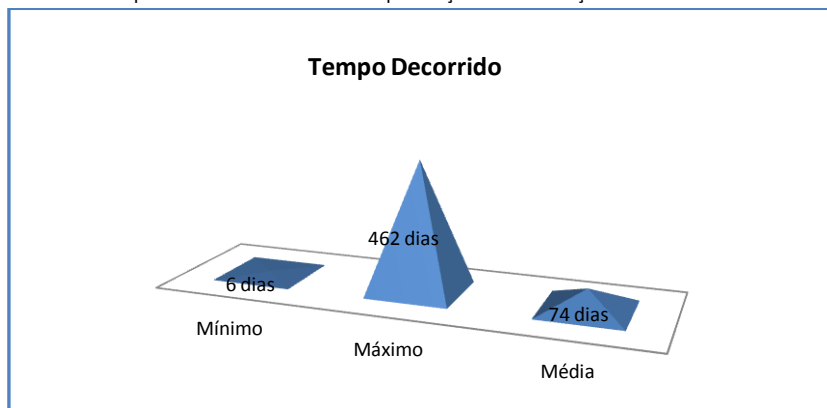 Tempo Decorrido
462 dias
6 dias
74 dias
Mínimo
Máximo
Média